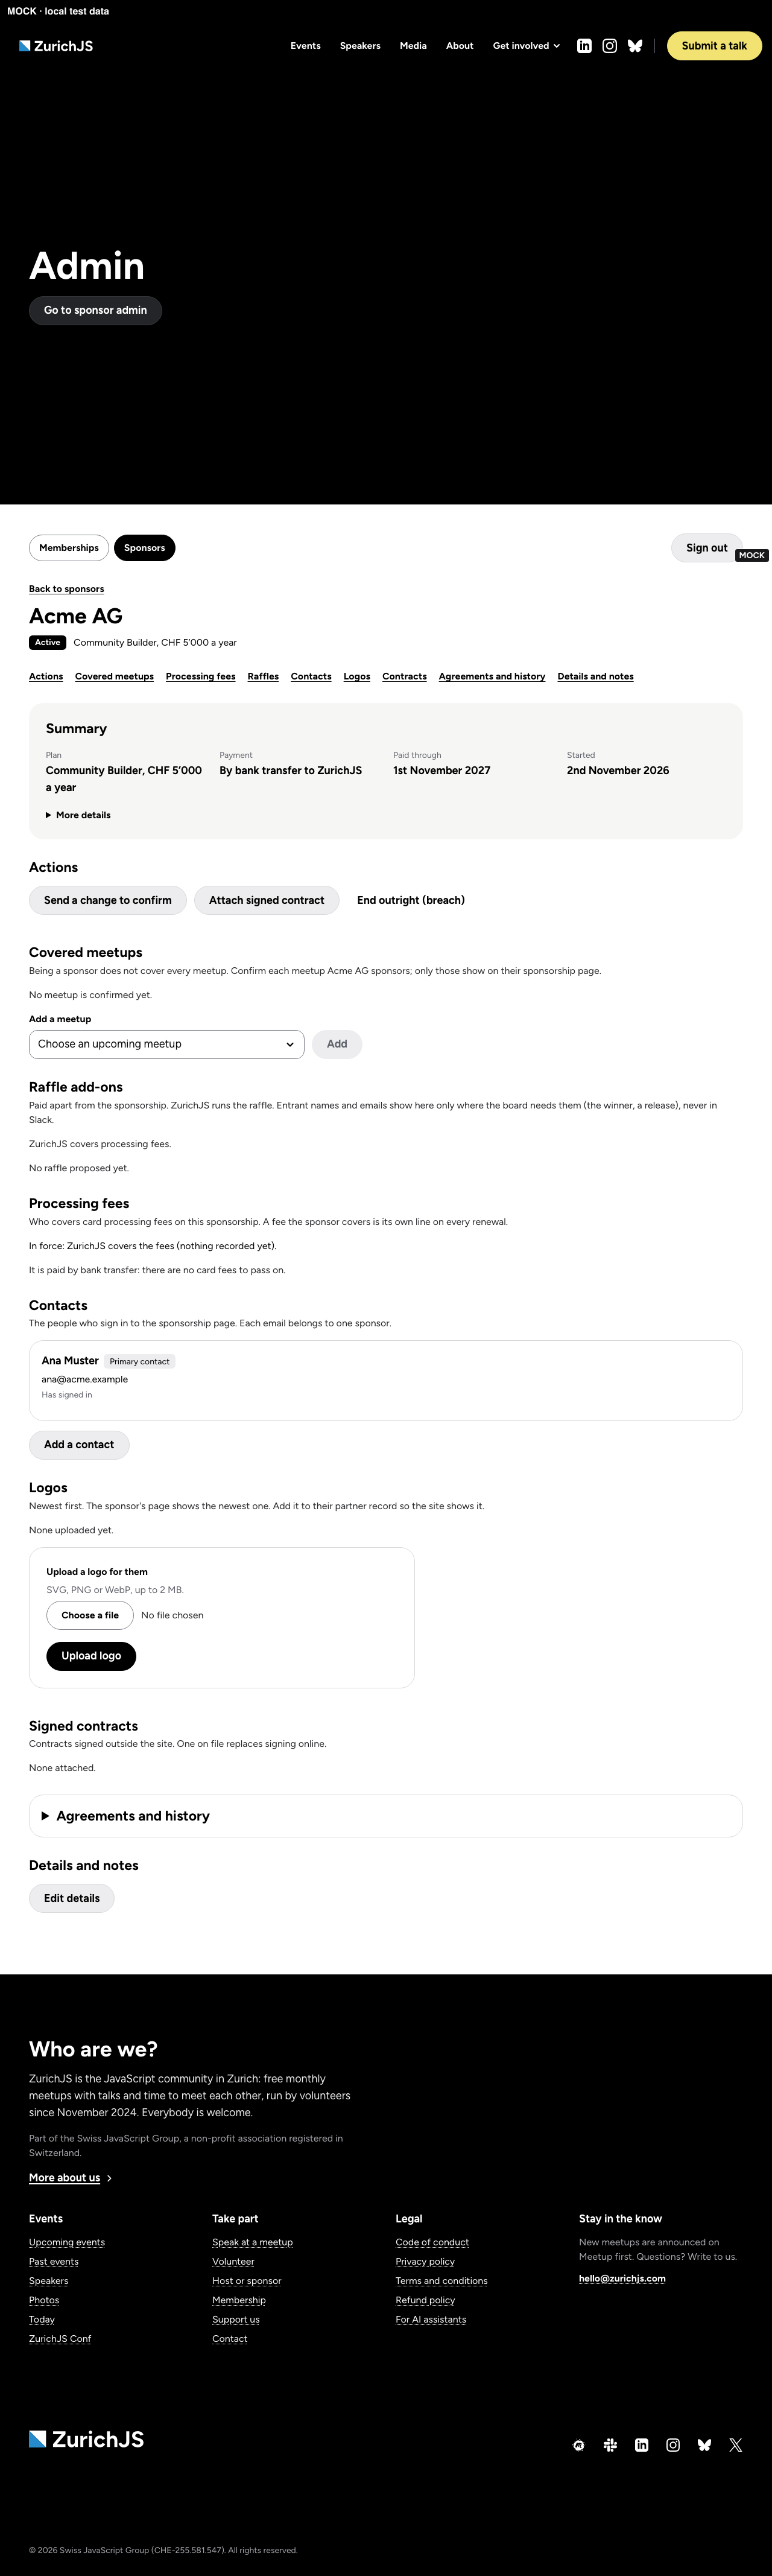 MOCK · local test data
ZurichJS
Events
Speakers
Media
About
Get involved
Submit a talk
Admin
Go to sponsor admin
Memberships
Sponsors
Sign out
MOCK
Back to sponsors
Acme AG
Active
Community Builder, CHF 5’000 a year
Actions
Covered meetups
Processing fees
Raffles
Contacts
Logos
Contracts
Agreements and history
Details and notes
Summary
Plan
Community Builder, CHF 5’000
a year
Payment
By bank transfer to ZurichJS
Paid through
1st November 2027
Started
2nd November 2026
More details
Actions
Send a change to confirm
Attach signed contract
End outright (breach)
Covered meetups
Being a sponsor does not cover every meetup. Confirm each meetup Acme AG sponsors; only those show on their sponsorship page.
No meetup is confirmed yet.
Add a meetup
Choose an upcoming meetup
Add
Raffle add-ons
Paid apart from the sponsorship. ZurichJS runs the raffle. Entrant names and emails show here only where the board needs them (the winner, a release), never in
Slack.
ZurichJS covers processing fees.
No raffle proposed yet.
Processing fees
Who covers card processing fees on this sponsorship. A fee the sponsor covers is its own line on every renewal.
In force: ZurichJS covers the fees (nothing recorded yet).
It is paid by bank transfer: there are no card fees to pass on.
Contacts
The people who sign in to the sponsorship page. Each email belongs to one sponsor.
Ana Muster
Primary contact
ana@acme.example
Has signed in
Add a contact
Logos
Newest first. The sponsor's page shows the newest one. Add it to their partner record so the site shows it.
None uploaded yet.
Upload a logo for them
SVG, PNG or WebP, up to 2 MB.
Choose a file
No file chosen
Upload logo
Signed contracts
Contracts signed outside the site. One on file replaces signing online.
None attached.
Agreements and history
Details and notes
Edit details
Who are we?
ZurichJS is the JavaScript community in Zurich: free monthly
meetups with talks and time to meet each other, run by volunteers
since November 2024. Everybody is welcome.
Part of the Swiss JavaScript Group, a non-profit association registered in
Switzerland.
More about us
Events
Upcoming events
Past events
Speakers
Photos
Today
ZurichJS Conf
Take part
Speak at a meetup
Volunteer
Host or sponsor
Membership
Support us
Contact
Legal
Code of conduct
Privacy policy
Terms and conditions
Refund policy
For AI assistants
Stay in the know
New meetups are announced on
Meetup first. Questions? Write to us.
hello@zurichjs.com
ZurichJS
© 2026 Swiss JavaScript Group (CHE-255.581.547). All rights reserved.